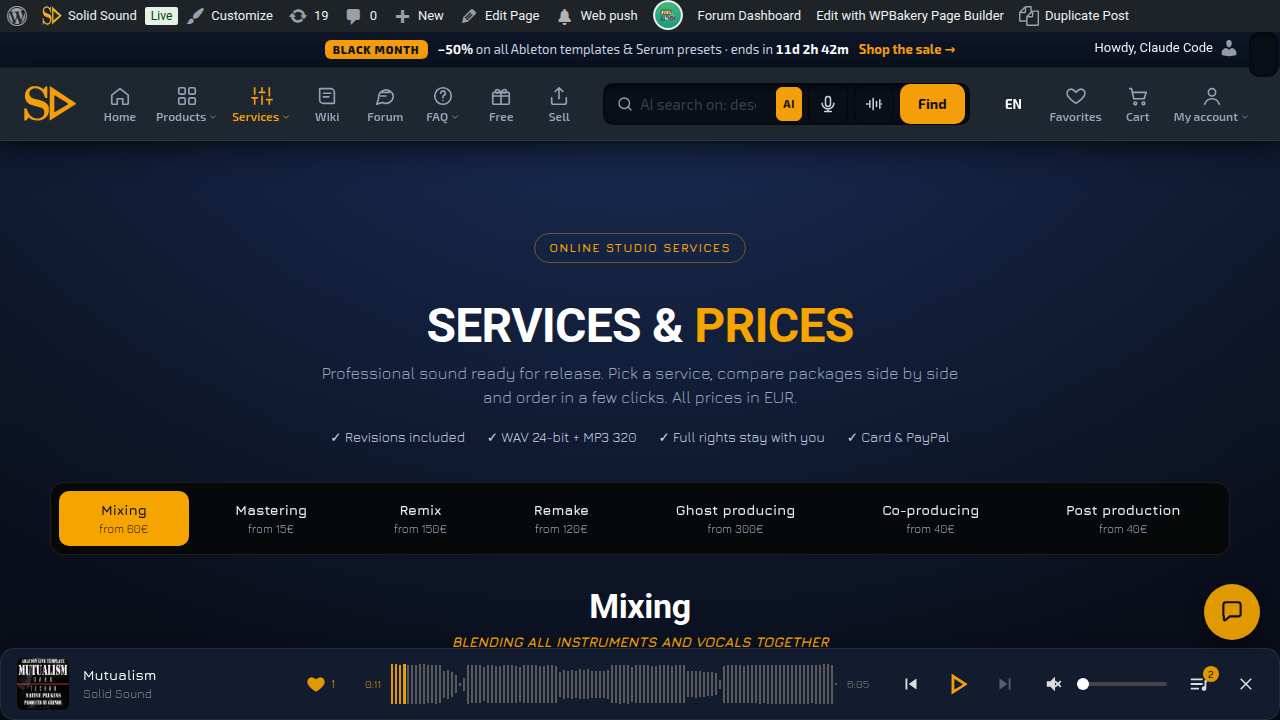 Solid Sound Live Customize 19 0 New Edit Page Web push Forum Dashboard Edit with WPBakery Page Builder Duplicate Post
BLACK MONTH −50% on all Ableton templates & Serum presets · ends in 11d 2h 42m Shop the sale → Howdy, Claude Code
Home Products Services Wiki Forum FAQ Free Sell AI search on: des AI Find EN Favorites Cart My account
ONLINE STUDIO SERVICES
SERVICES & PRICES
Professional sound ready for release. Pick a service, compare packages side by side
and order in a few clicks. All prices in EUR.
✓ Revisions included ✓ WAV 24-bit + MP3 320 ✓ Full rights stay with you ✓ Card & PayPal
Mixing Mastering Remix Remake Ghost producing Co-producing Post production
from 60€ from 15€ from 150€ from 120€ from 300€ from 40€ from 40€
Mixing
BLENDING ALL INSTRUMENTS AND VOCALS TOGETHER
MUTUALISM
Mutualism
Solid Sound
1 0:11 6:05 2